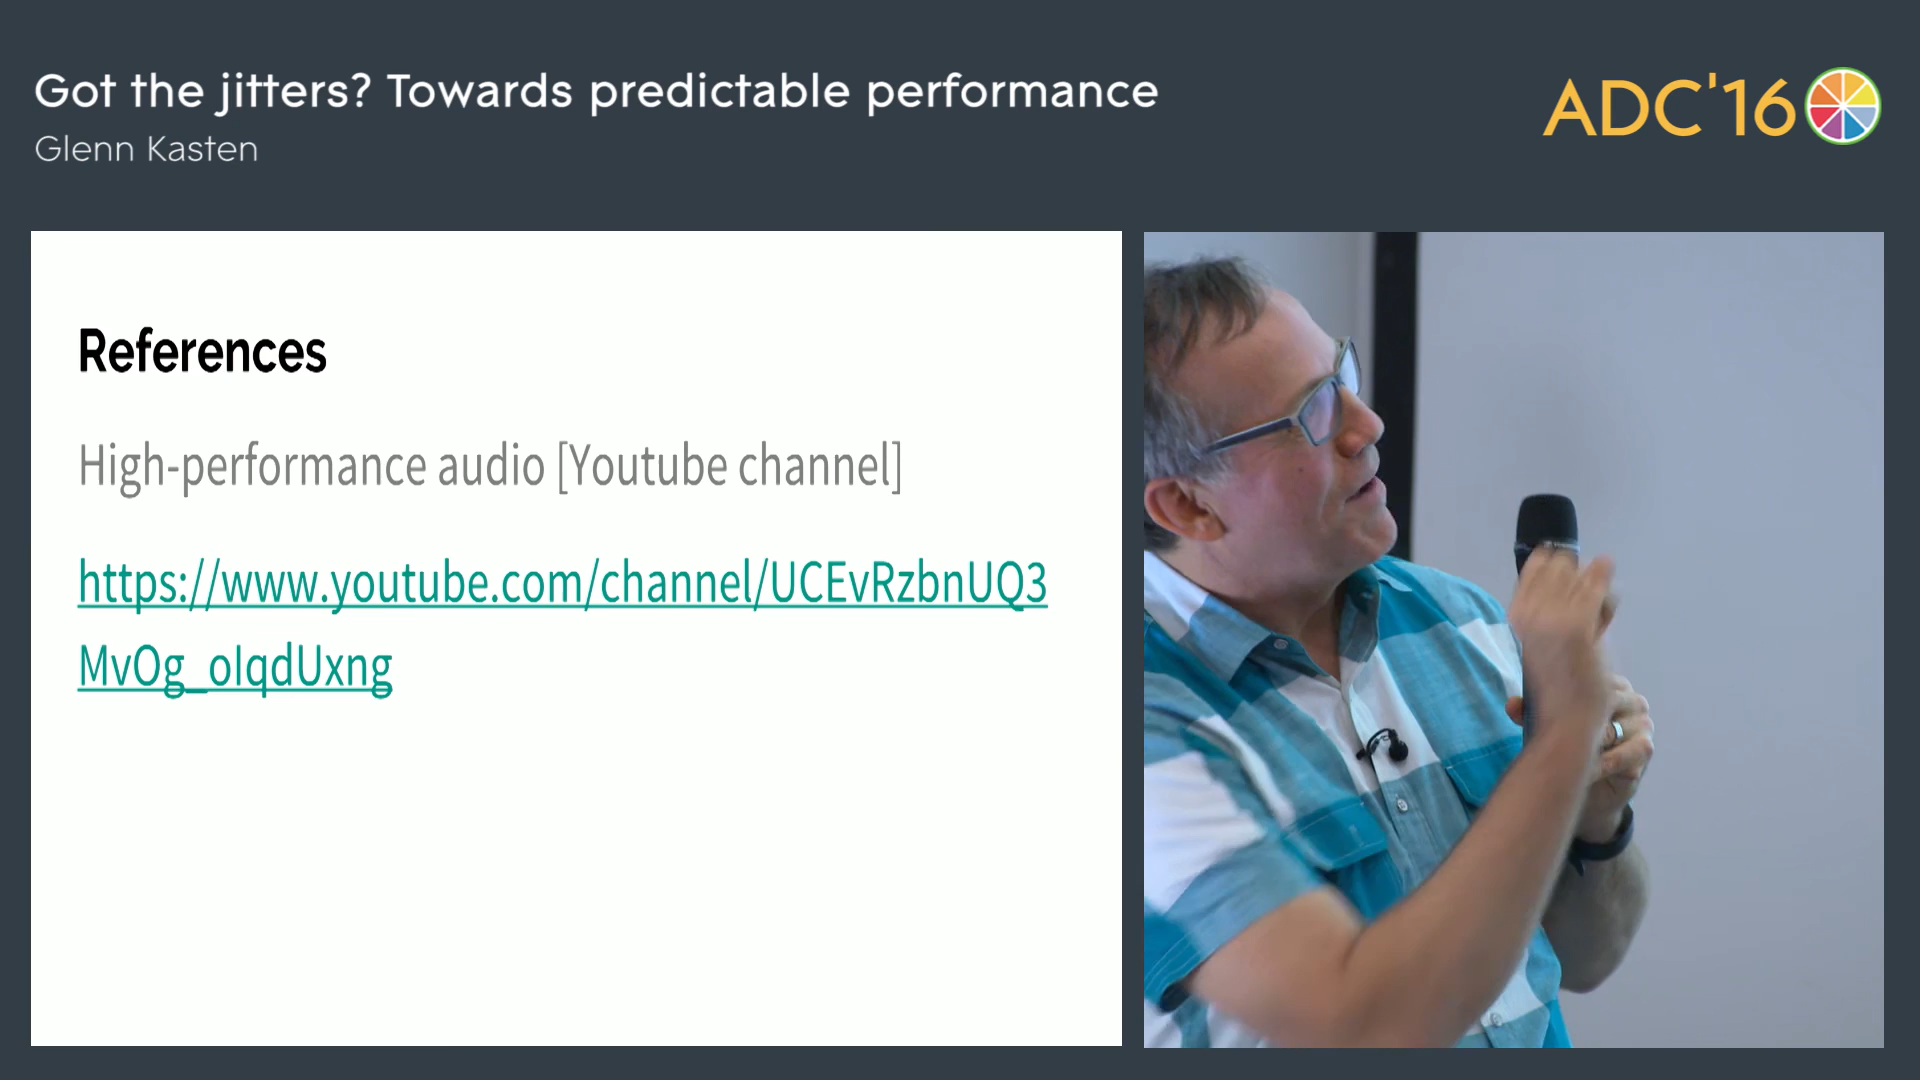 Got the jitters? Towards predictable performance
Glenn Kasten
ADC'16
References
High-performance audio [Youtube channel]
https://www.youtube.com/channel/UCEvRzbnUQ3
MvOg_oIqdUxng